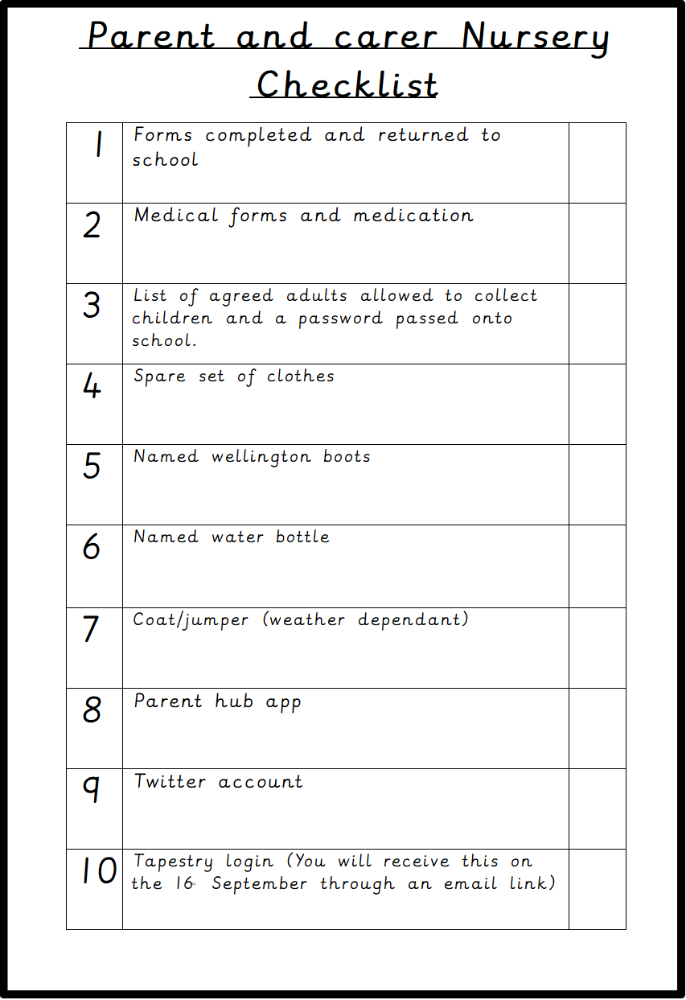 Parent and carer Nursery
Checklist
1 Forms completed and returned to
school
2 Medical forms and medication
3 List of agreed adults allowed to collect
children and a password passed onto
school.
4 Spare set of clothes
5 Named wellington boots
6 Named water bottle
7 Coat/jumper (weather dependant)
8 Parent hub app
9 Twitter account
10 Tapestry login (You will receive this on
the 16 September through an email link)